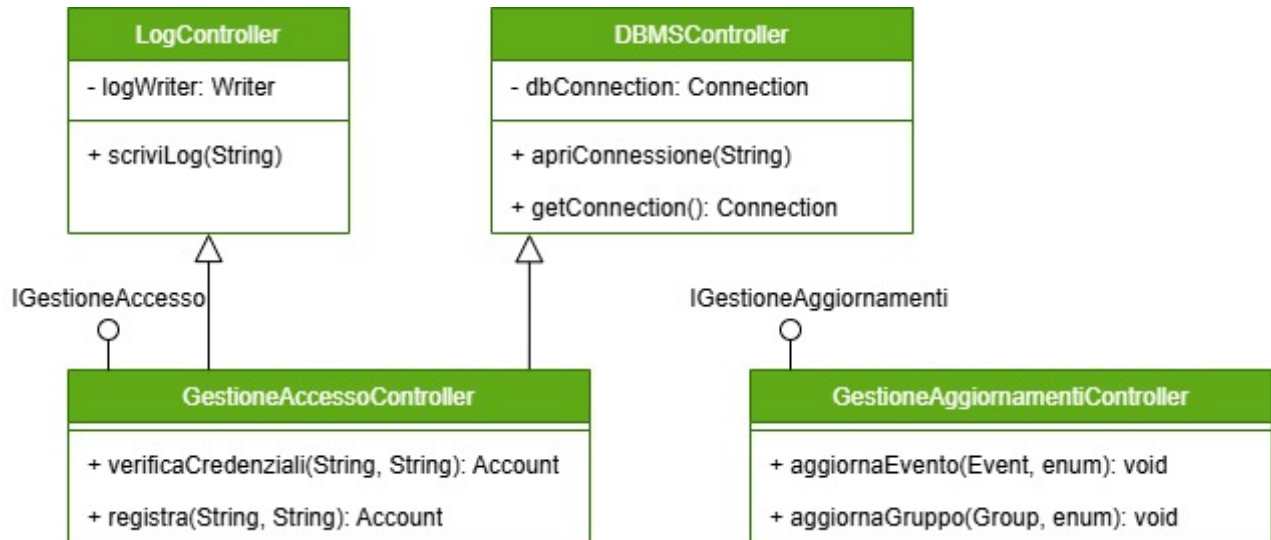 LogController
- logWriter: Writer
+ scriviLog(String)
DBMSController
- dbConnection: Connection
+ apriConnessione(String)
+ getConnection(): Connection
IGestioneAccesso
IGestioneAggiornamenti
GestioneAccessoController
+ verificaCredenziali(String, String): Account
+ registra(String, String): Account
GestioneAggiornamentiController
+ aggiornaEvento(Event, enum): void
+ aggiornaGruppo(Group, enum): void